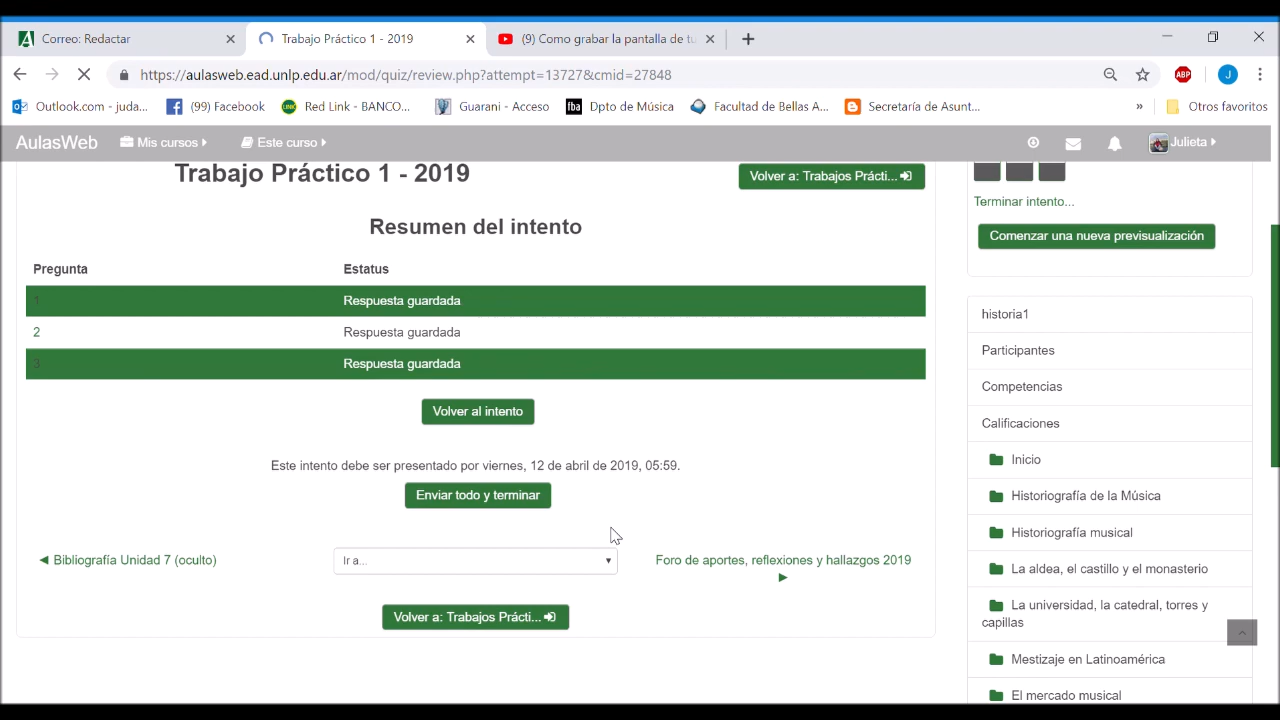 Correo: Redactar
Trabajo Práctico 1 - 2019
(9) Como grabar la pantalla de tu
https://aulasweb.ead.unlp.edu.ar/mod/quiz/review.php?attempt=13727&cmid=27848
ABP
J
Outlook.com - juda...
(99) Facebook
Red Link - BANCO...
Guarani - Acceso
fba
Dpto de Música
Facultad de Bellas A...
Secretaría de Asunt...
»
Otros favoritos
AulasWeb
Mis cursos
Este curso
Julieta
Trabajo Práctico 1 - 2019
Volver a: Trabajos Prácti...
Resumen del intento
Pregunta Estatus
1 Respuesta guardada
2 Respuesta guardada
3 Respuesta guardada
Volver al intento
Este intento debe ser presentado por viernes, 12 de abril de 2019, 05:59.
Enviar todo y terminar
◄ Bibliografía Unidad 7 (oculto)
Ir a...
Foro de aportes, reflexiones y hallazgos 2019
►
Volver a: Trabajos Prácti...
Terminar intento...
Comenzar una nueva previsualización
historia1
Participantes
Competencias
Calificaciones
Inicio
Historiografía de la Música
Historiografía musical
La aldea, el castillo y el monasterio
La universidad, la catedral, torres y
capillas
Mestizaje en Latinoamérica
El mercado musical